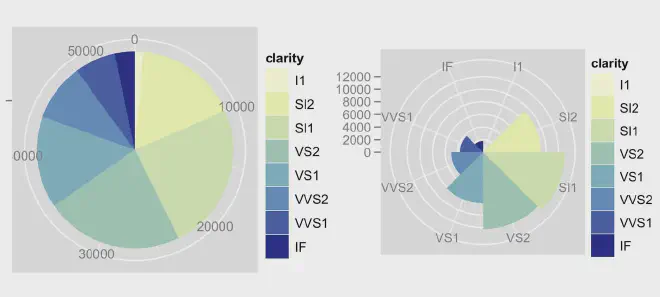 0
50000
10000
0000
20000
30000
clarity
I1
SI2
SI1
VS2
VS1
VVS2
VVS1
IF
12000
10000
8000
6000
4000
2000
0
IF
I1
VVS1
SI2
VVS2
SI1
VS1
VS2
clarity
I1
SI2
SI1
VS2
VS1
VVS2
VVS1
IF